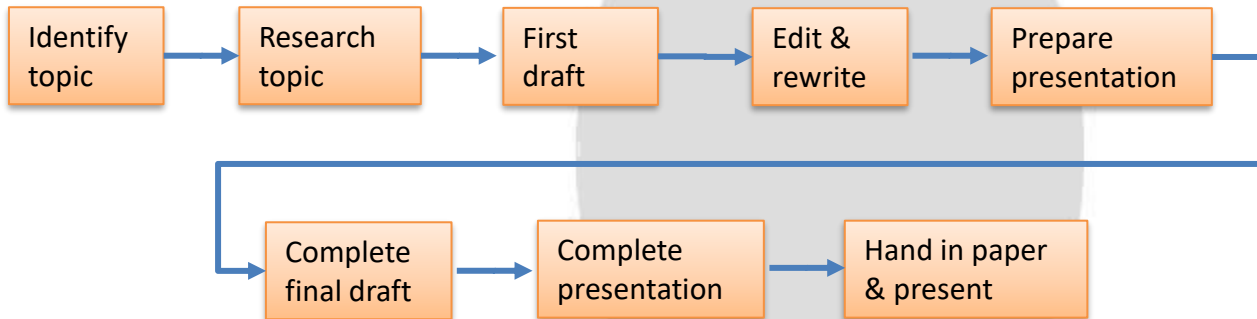 Identify
topic
Research
topic
First
draft
Edit &
rewrite
Prepare
presentation
Complete
final draft
Complete
presentation
Hand in paper
& present